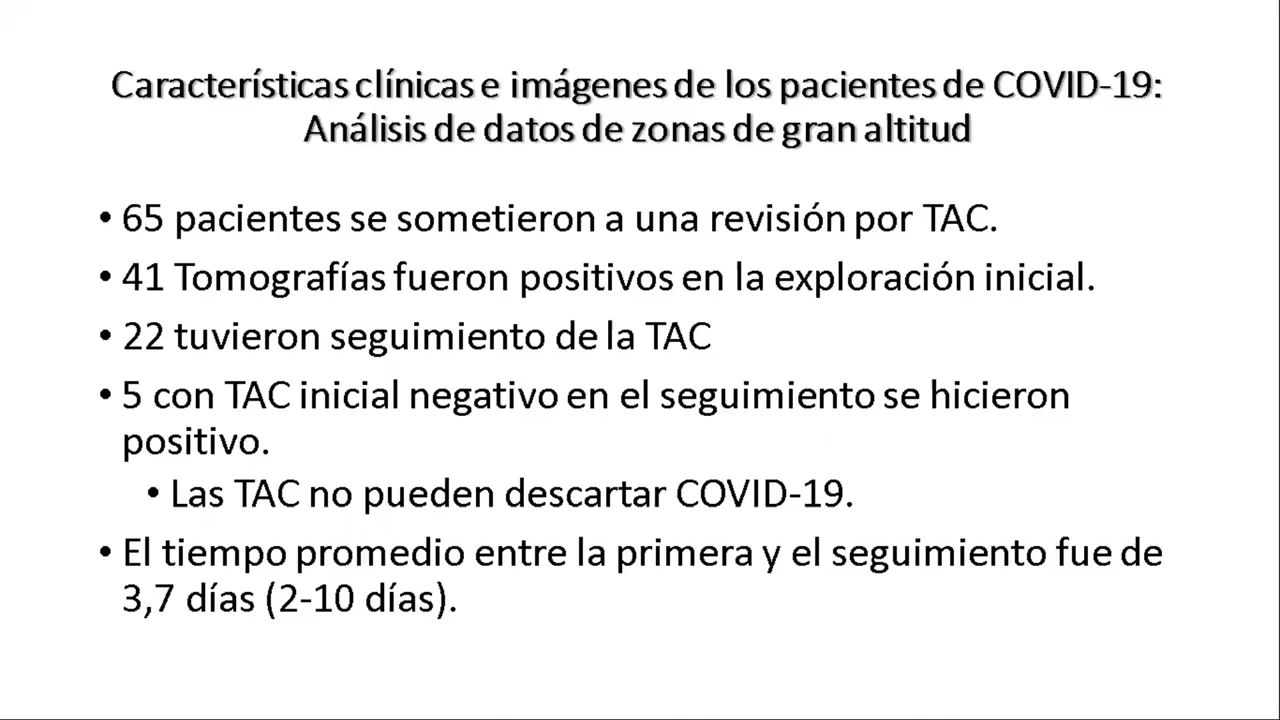 Características clínicas e imágenes de los pacientes de COVID-19:
Análisis de datos de zonas de gran altitud
• 65 pacientes se sometieron a una revisión por TAC.
• 41 Tomografías fueron positivos en la exploración inicial.
• 22 tuvieron seguimiento de la TAC
• 5 con TAC inicial negativo en el seguimiento se hicieron
positivo.
• Las TAC no pueden descartar COVID-19.
• El tiempo promedio entre la primera y el seguimiento fue de
3,7 días (2-10 días).